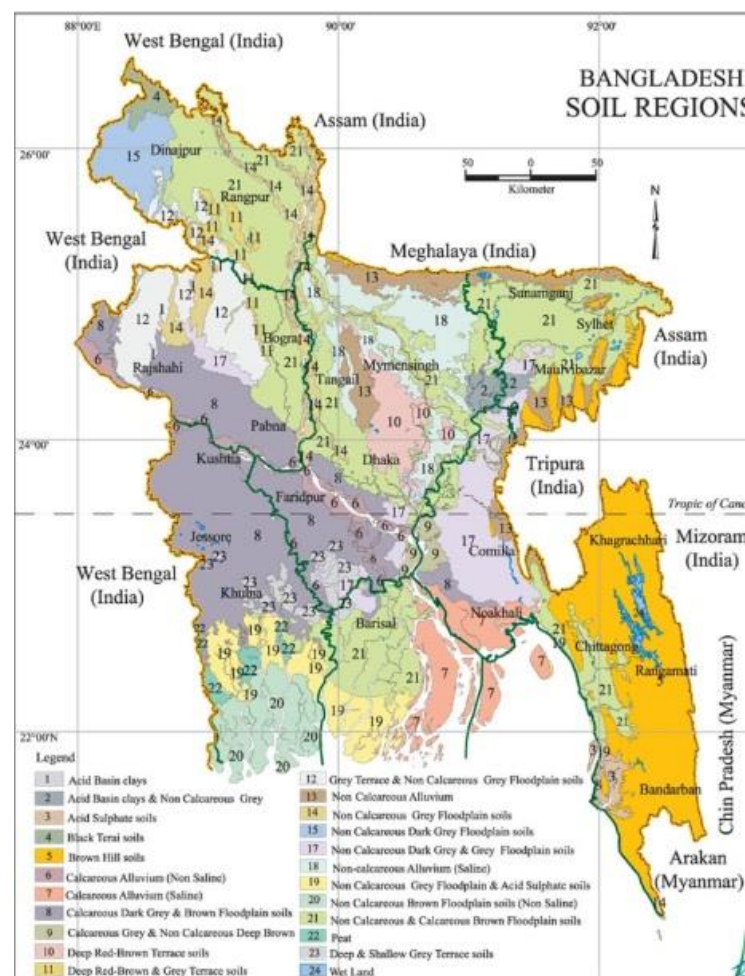 88°00'E
90°00
92°00
West Bengal (India)
BANGLADESH
SOIL REGIONS
Assam (India)
26°00'
50
0
50
Kilometer
N
Dinajpur
Rangpur
West Bengal
(India)
Meghalaya (India)
Sunamganj
Sylhet
Assam
(India)
Maulvibazar
Rajshahi
Bogra
Mymensingh
Tangail
Pabna
24°00
Kushtia
Dhaka
Tripura
(India)
Faridpur
Tropic of Canc
Khagrachhari
Mizoram
(India)
Jessore
Comilla
West Bengal
(India)
Khulna
Barisal
Noakhali
Chittagong
Rangamati
22°00'N
Bandarban
Chin Pradesh (Myanmar)
Arakan
(Myanmar)
Legend
1 Acid Basin clays
2 Acid Basin clays & Non Calcareous Grey
3 Acid Sulphate soils
4 Black Terai soils
5 Brown Hill soils
6 Calcareous Alluvium (Non Saline)
7 Calcareous Alluvium (Saline)
8 Calcareous Dark Grey & Brown Floodplain soils
9 Calcareous Grey & Non Calcareous Deep Brown
10 Deep Red-Brown Terrace soils
11 Deep Red-Brown & Grey Terrace soils
12 Grey Terrace & Non Calcareous Grey Floodplain soils
13 Non Calcareous Alluvium
14 Non Calcareous Grey Floodplain soils
15 Non Calcareous Dark Grey Floodplain soils
17 Non Calcareous Dark Grey & Grey Floodplain soils
18 Non-calcareous Alluvium (Saline)
19 Non Calcareous Grey Floodplain & Acid Sulphate soils
20 Non Calcareous Brown Floodplain soils (Non Saline)
21 Non Calcareous & Calcareous Brown Floodplain soils
22 Peat
23 Deep & Shallow Grey Terrace soils
24 Wet Land